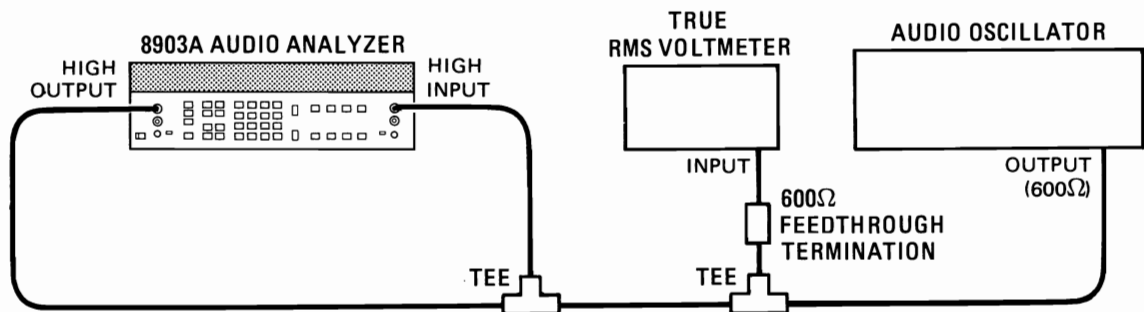 8903A AUDIO ANALYZER
HIGH
OUTPUT
HIGH
INPUT
TRUE
RMS VOLTMETER
AUDIO OSCILLATOR
INPUT
OUTPUT
(600Ω)
600Ω
FEEDTHROUGH
TERMINATION
TEE
TEE